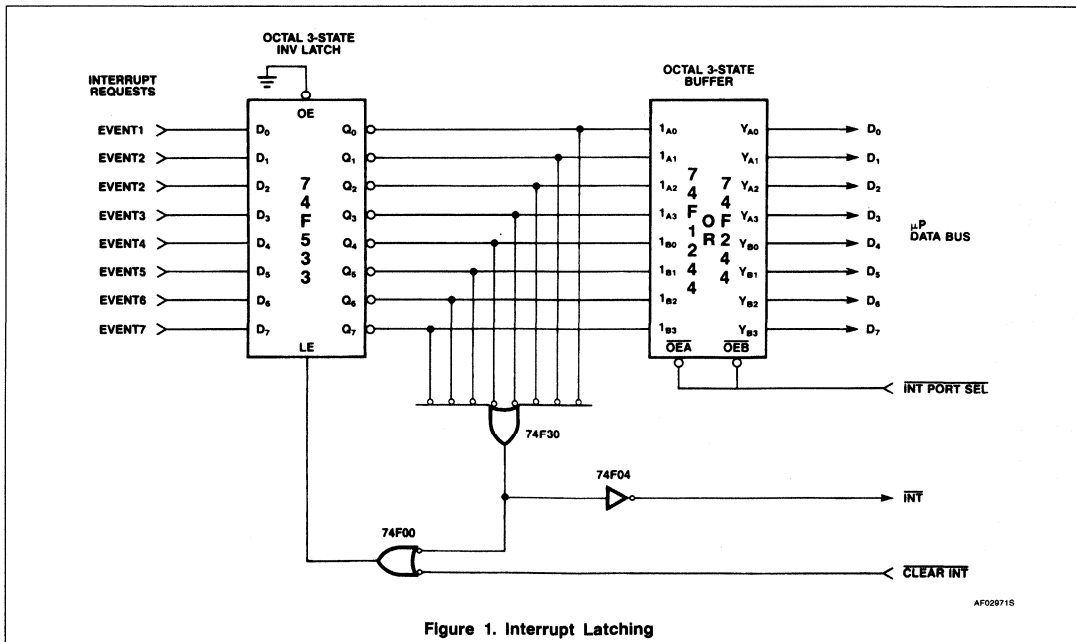 OCTAL 3-STATE
INV LATCH
INTERRUPT
REQUESTS
OCTAL 3-STATE
BUFFER
OE
EVENT1 D0 Q0 1A0 YA0 D0
EVENT2 D1 Q1 1A1 YA1 D1
EVENT2 D2 Q2 1A2 YA2 D2
EVENT3 D3 Q3 1A3 YA3 D3
EVENT4 D4 Q4 1B0 YB0 D4
EVENT5 D5 Q5 1B1 YB1 D5
EVENT6 D6 Q6 1B2 YB2 D6
EVENT7 D7 Q7 1B3 YB3 D7
74F533
74F1244
OR
74F244
μP
DATA BUS
LE
OEA OEB
INT PORT SEL
74F30
74F04
INT
74F00
CLEAR INT
AF02971S
Figure 1. Interrupt Latching